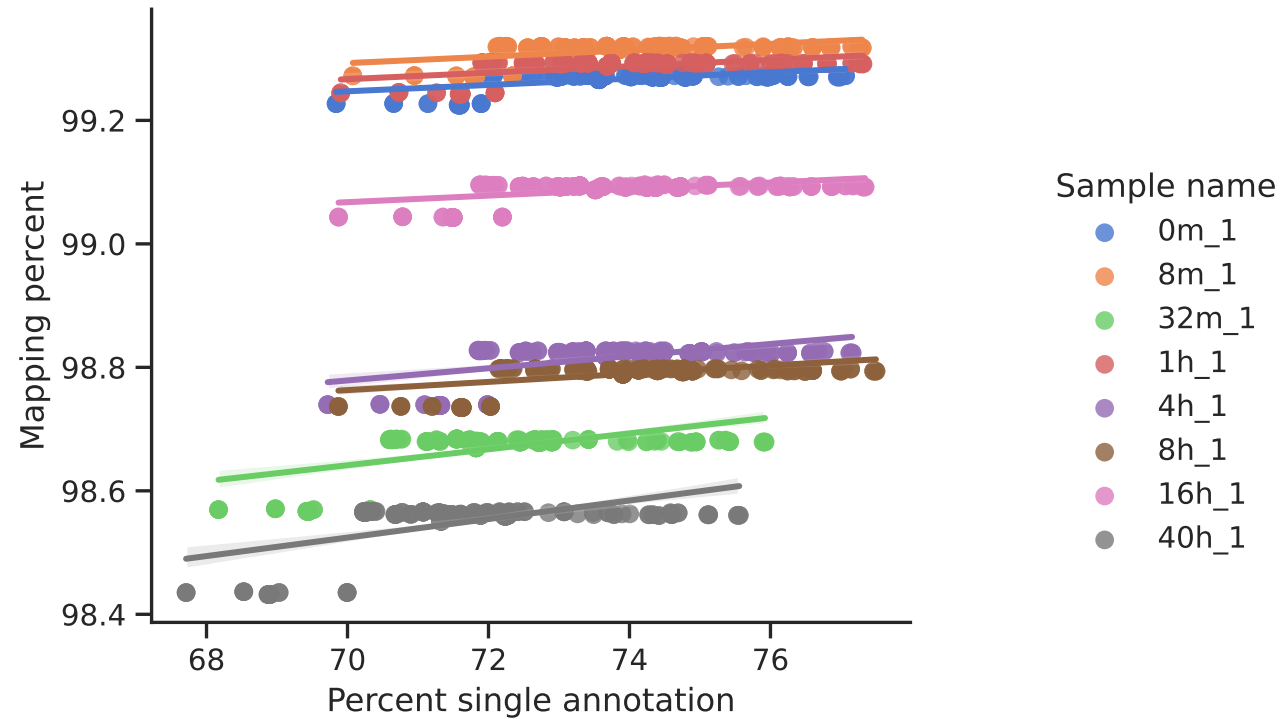 99.2
99.0
98.8
98.6
98.4
Mapping percent
68 70 72 74 76
Percent single annotation
Sample name
0m_1
8m_1
32m_1
1h_1
4h_1
8h_1
16h_1
40h_1